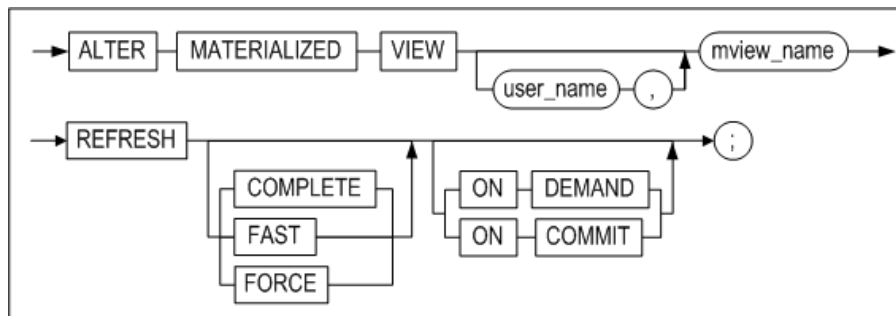 ALTER MATERIALIZED VIEW user_name , mview_name
REFRESH COMPLETE FAST FORCE ON DEMAND ON COMMIT ;